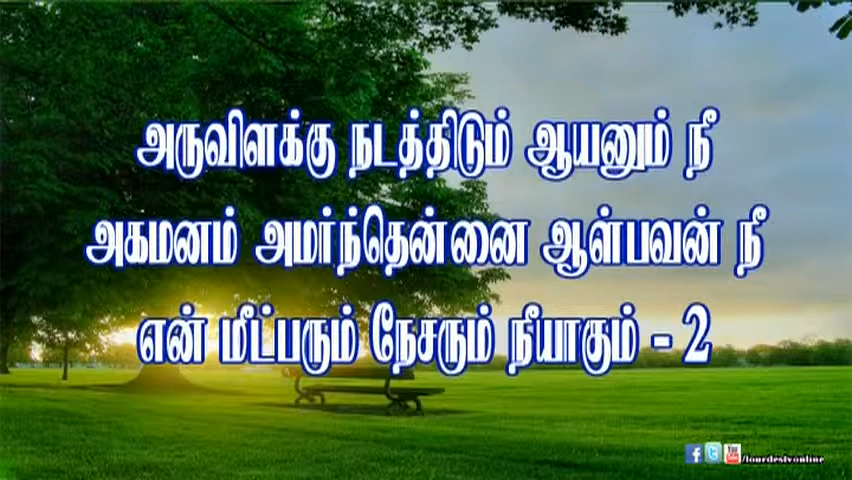 அருவிளக்கு நடத்திடும் ஆயனும் நீ
அகமனம் அமர்ந்தென்னை ஆள்பவன் நீ
என் மீட்பரும் நேசரும் நீயாகும் - 2
/lourdestvonline